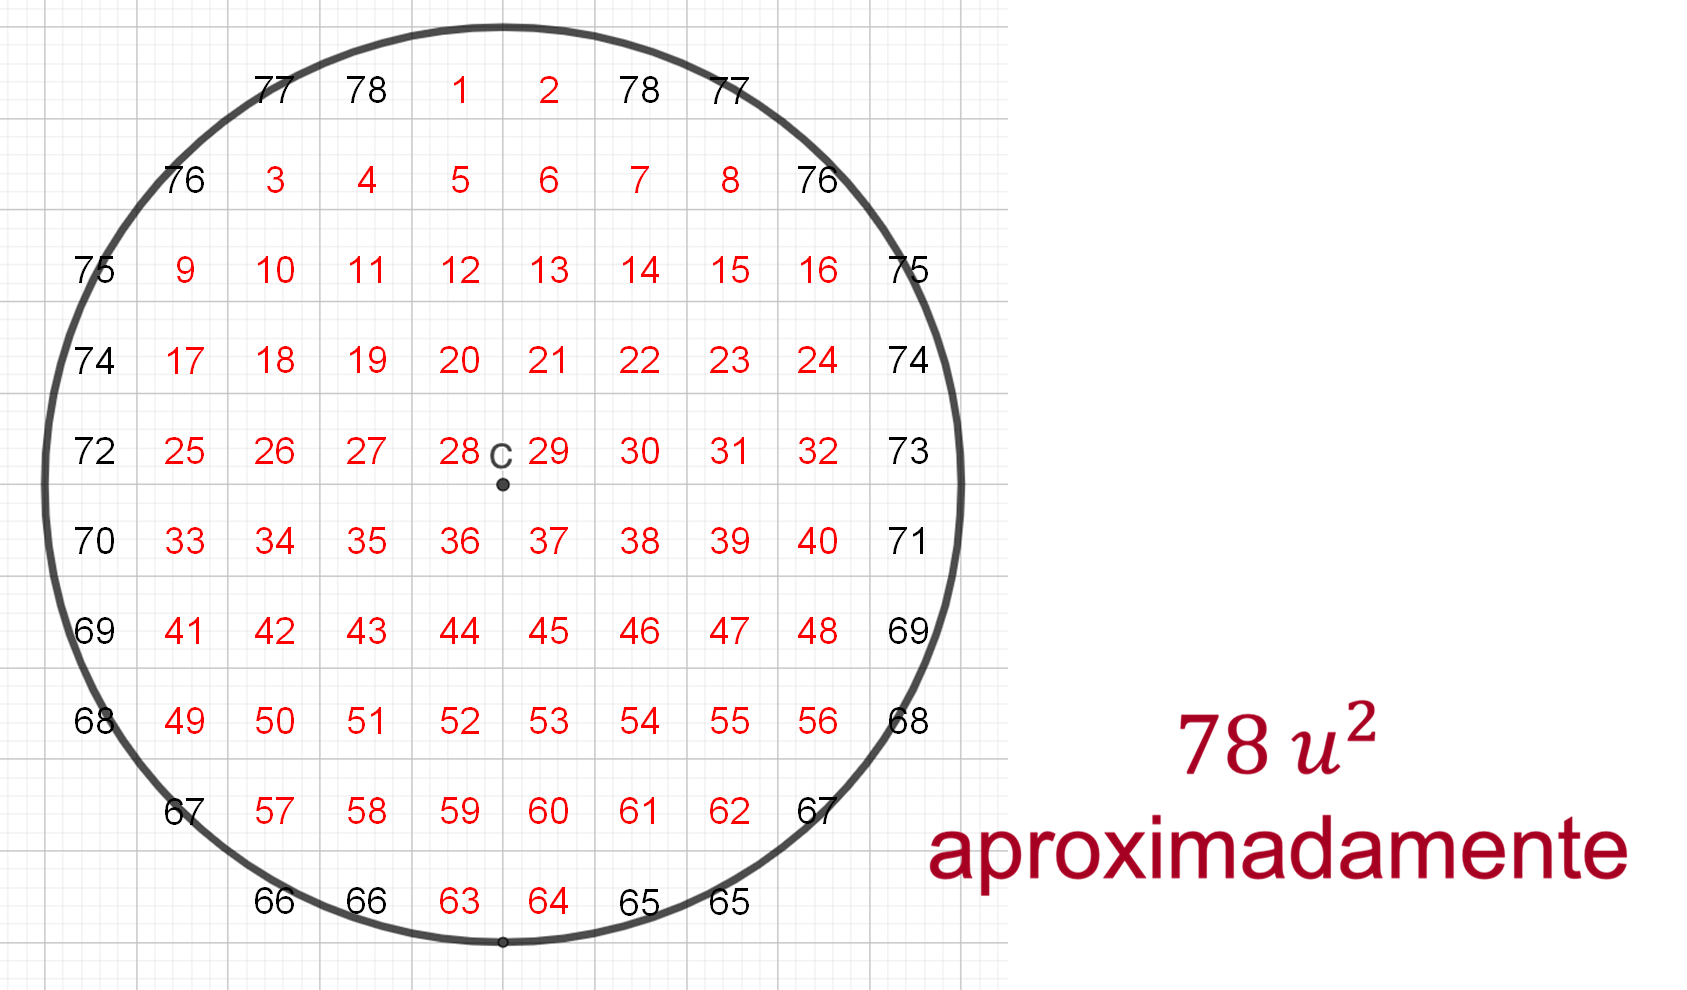 77 78 1 2 78 77
76 3 4 5 6 7 8 76
75 9 10 11 12 13 14 15 16 75
74 17 18 19 20 21 22 23 24 74
72 25 26 27 28 C 29 30 31 32 73
70 33 34 35 36 37 38 39 40 71
69 41 42 43 44 45 46 47 48 69
68 49 50 51 52 53 54 55 56 68
67 57 58 59 60 61 62 67
66 66 63 64 65 65
78 u²
aproximadamente